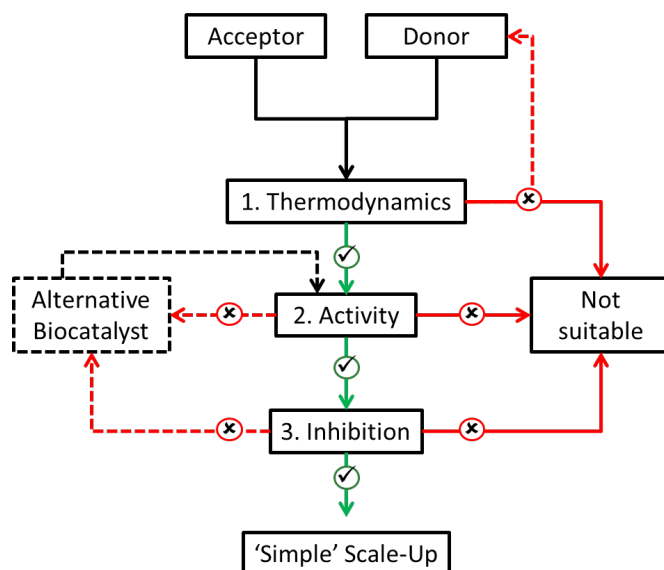 Acceptor
Donor
1. Thermodynamics
Alternative
Biocatalyst
2. Activity
Not
suitable
3. Inhibition
‘Simple’ Scale-Up